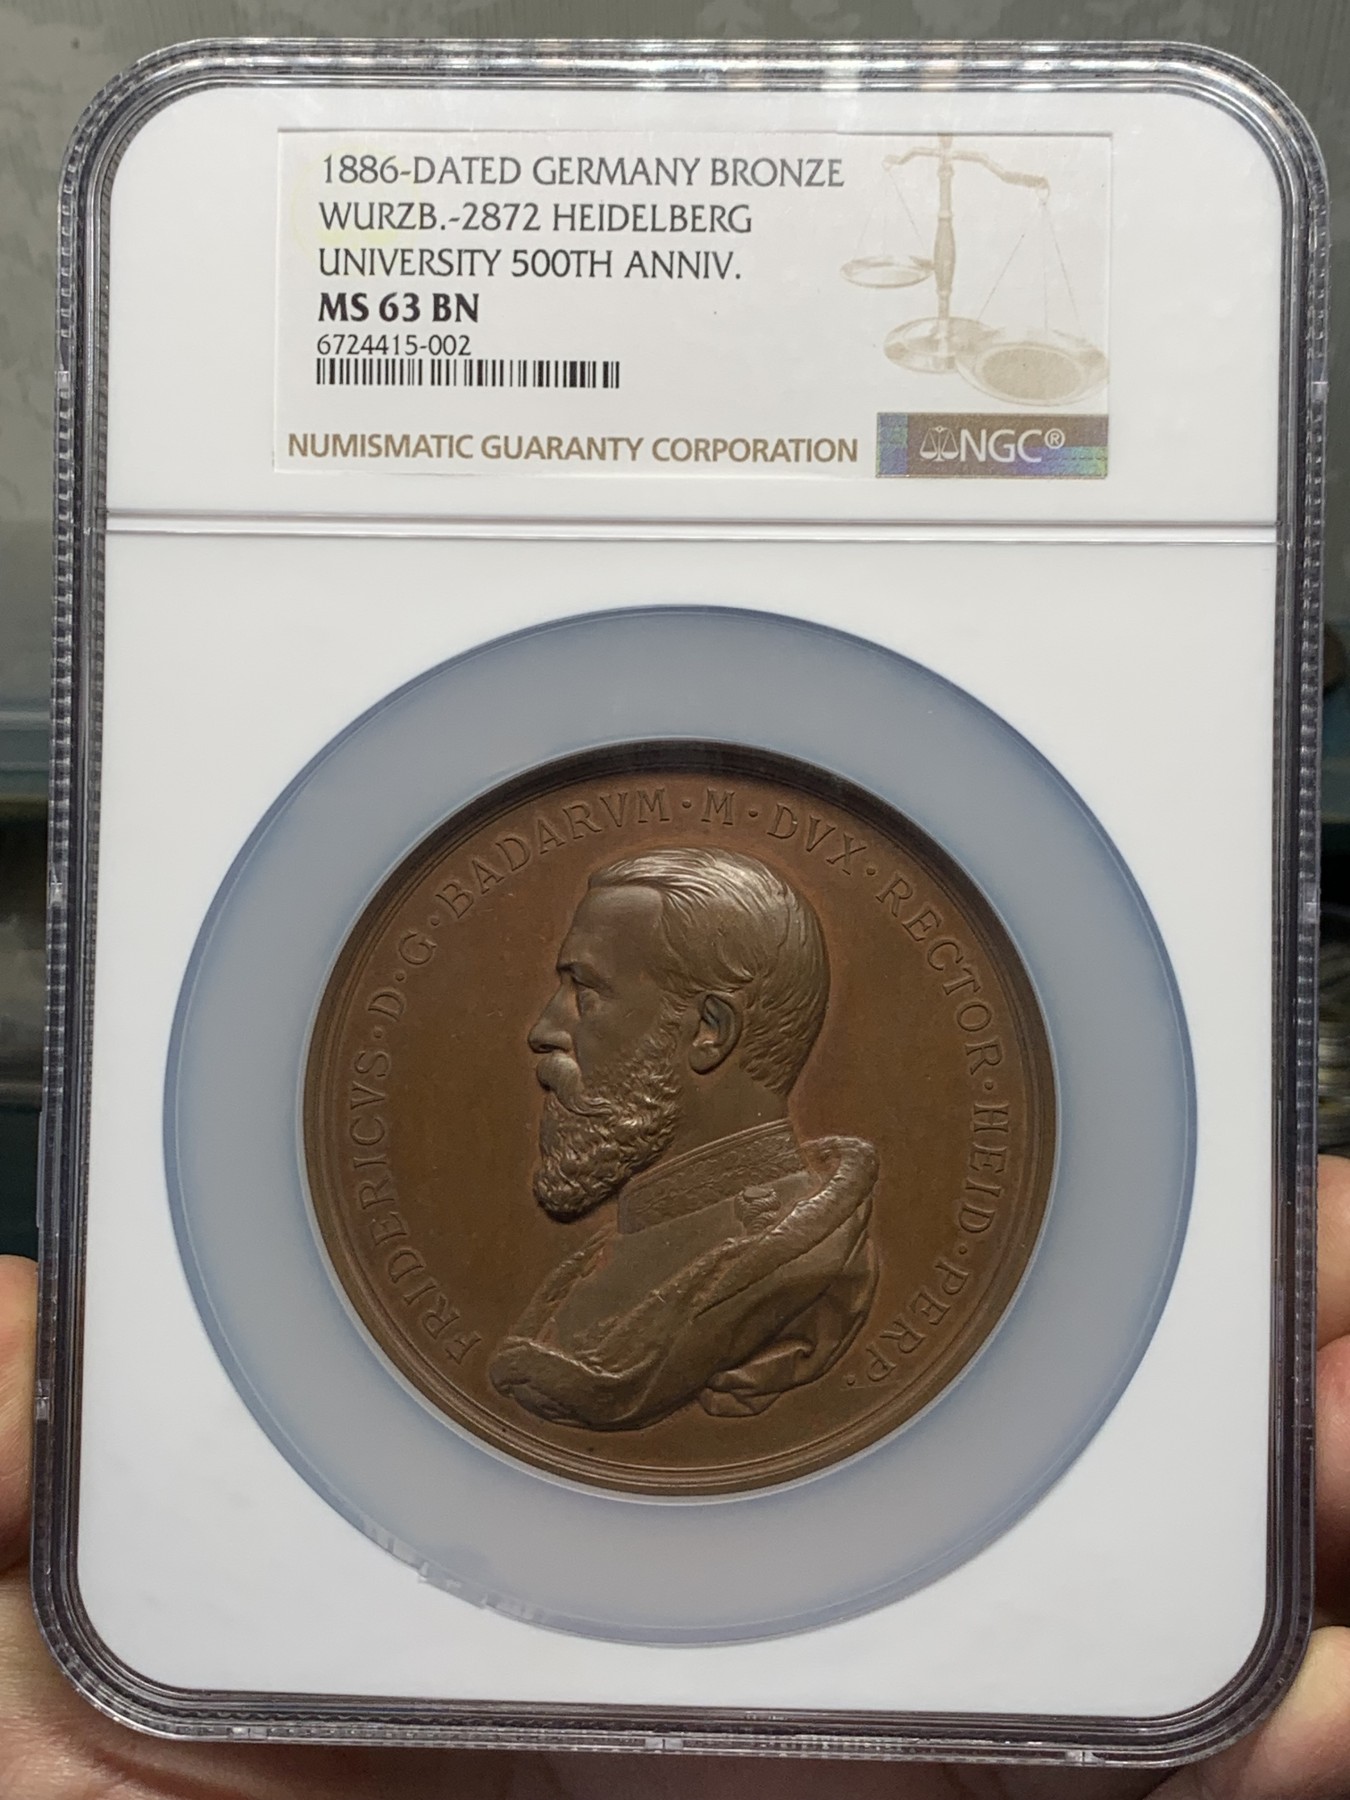 1886-DATED GERMANY BRONZE
WURZB.-2872 HEIDELBERG
UNIVERSITY 500TH ANNIV.
MS 63 BN
6724415-002
NUMISMATIC GUARANTY CORPORATION
NGC®
FRIDERICVS·D·G·BADARVM·M·DVX·RECTOR·HEID·PERP.